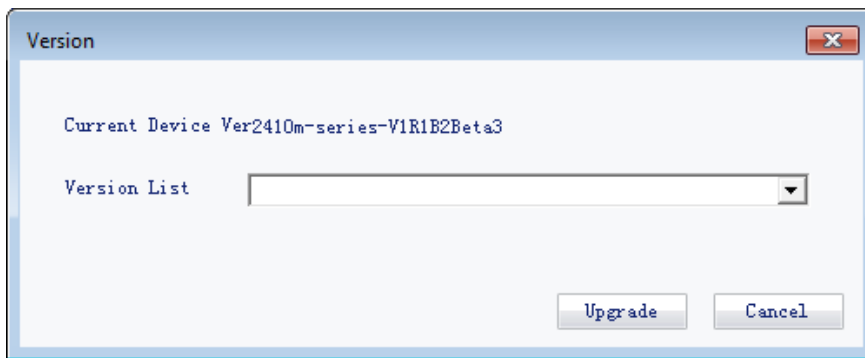 Version
Current Device Ver2410m-series-V1R1B2Beta3
Version List
Upgrade Cancel